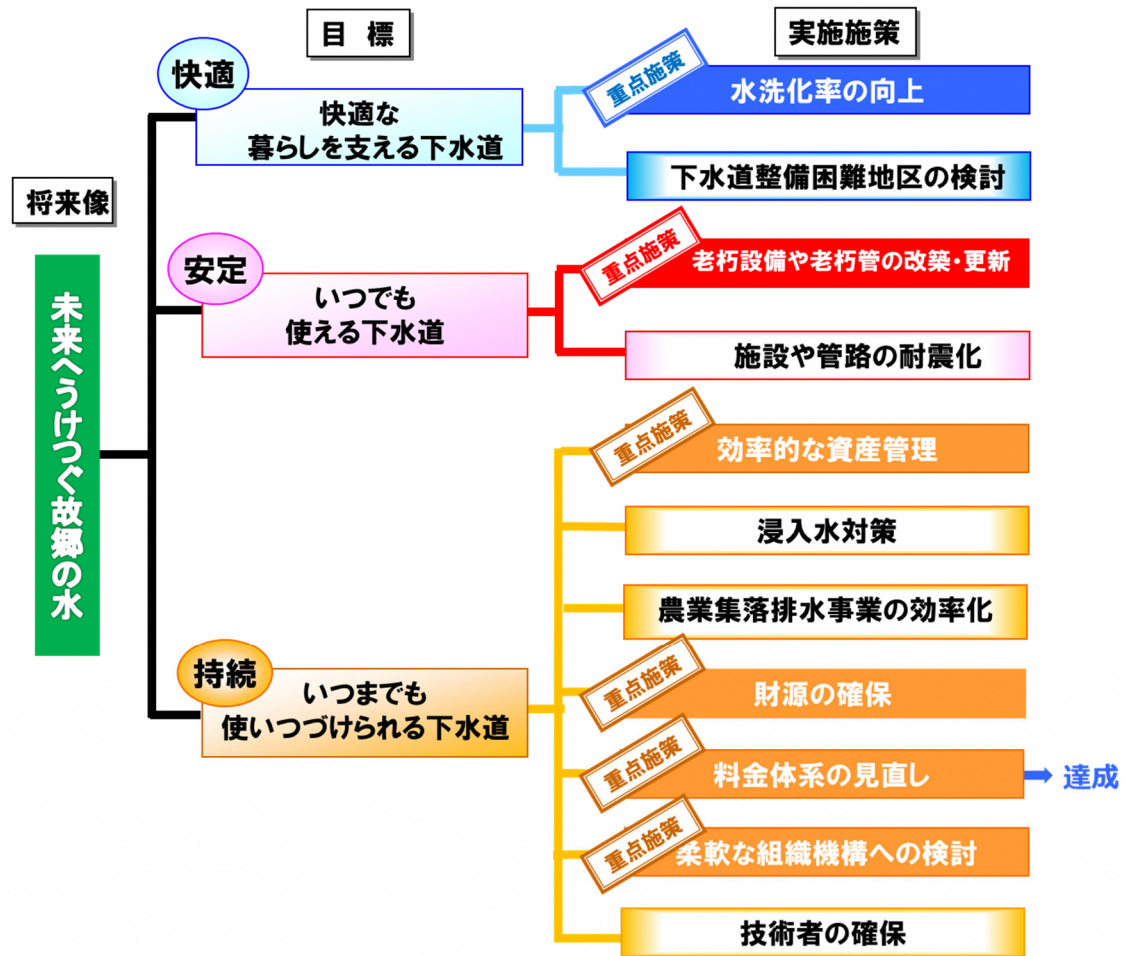 目 標
実施施策
快適
快適な
暮らしを支える下水道
重点施策
水洗化率の向上
下水道整備困難地区の検討
将来像
未来へうけつぐ故郷の水
安定
いつでも
使える下水道
重点施策
老朽設備や老朽管の改築・更新
施設や管路の耐震化
持続
いつまでも
使いつづけられる下水道
重点施策
効率的な資産管理
浸入水対策
農業集落排水事業の効率化
重点施策
財源の確保
重点施策
料金体系の見直し
達成
重点施策
柔軟な組織機構への検討
技術者の確保